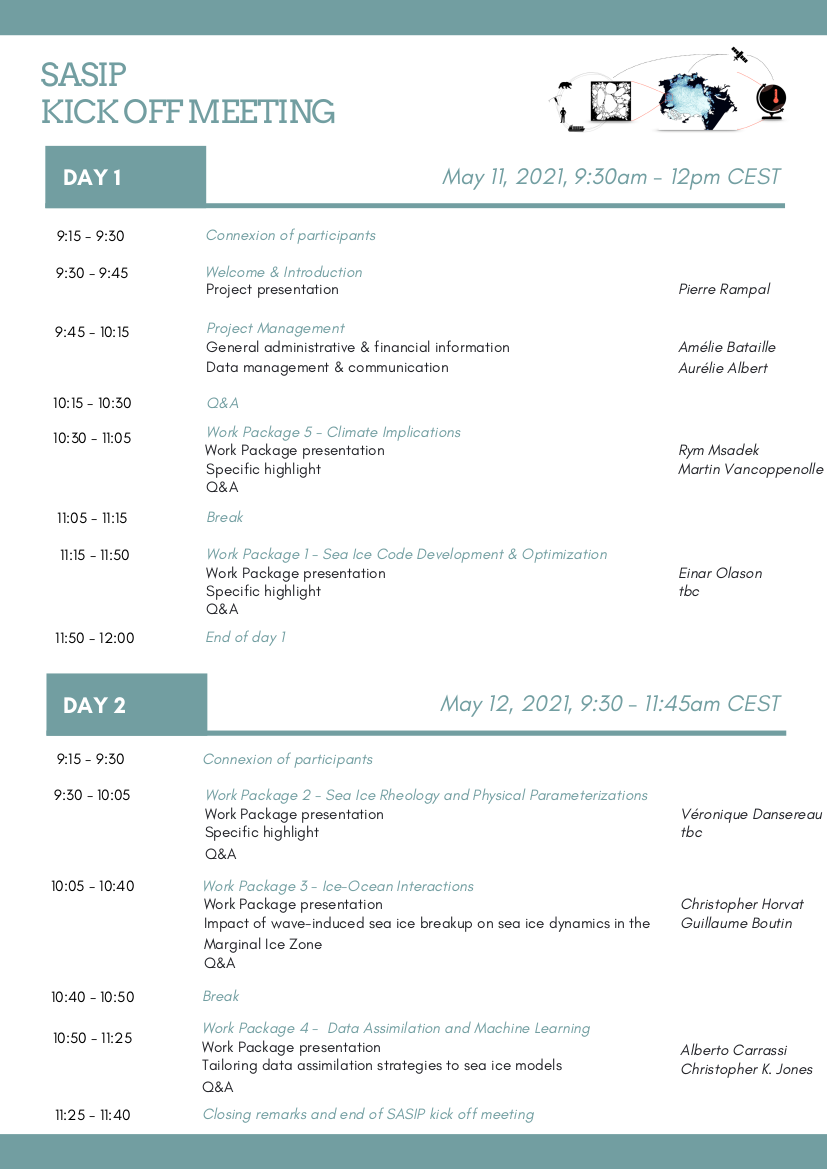 SASIP
KICK OFF MEETING
DAY 1
May 11, 2021, 9:30am - 12pm CEST
9:15 - 9:30 Connexion of participants
9:30 - 9:45 Welcome & Introduction
Project presentation Pierre Rampal
9:45 - 10:15 Project Management
General administrative & financial information Amélie Bataille
Data management & communication Aurélie Albert
10:15 - 10:30 Q&A
10:30 - 11:05 Work Package 5 - Climate Implications
Work Package presentation Rym Msadek
Specific highlight Martin Vancoppenolle
Q&A
11:05 - 11:15 Break
11:15 - 11:50 Work Package 1 - Sea Ice Code Development & Optimization
Work Package presentation Einar Olason
Specific highlight tbc
Q&A
11:50 - 12:00 End of day 1
DAY 2
May 12, 2021, 9:30 - 11:45am CEST
9:15 - 9:30 Connexion of participants
9:30 - 10:05 Work Package 2 - Sea Ice Rheology and Physical Parameterizations
Work Package presentation Véronique Dansereau
Specific highlight tbc
Q&A
10:05 - 10:40 Work Package 3 - Ice-Ocean Interactions
Work Package presentation Christopher Horvat
Impact of wave-induced sea ice breakup on sea ice dynamics in the Guillaume Boutin
Marginal Ice Zone
Q&A
10:40 - 10:50 Break
10:50 - 11:25 Work Package 4 - Data Assimilation and Machine Learning
Work Package presentation Alberto Carrassi
Tailoring data assimilation strategies to sea ice models Christopher K. Jones
Q&A
11:25 - 11:40 Closing remarks and end of SASIP kick off meeting